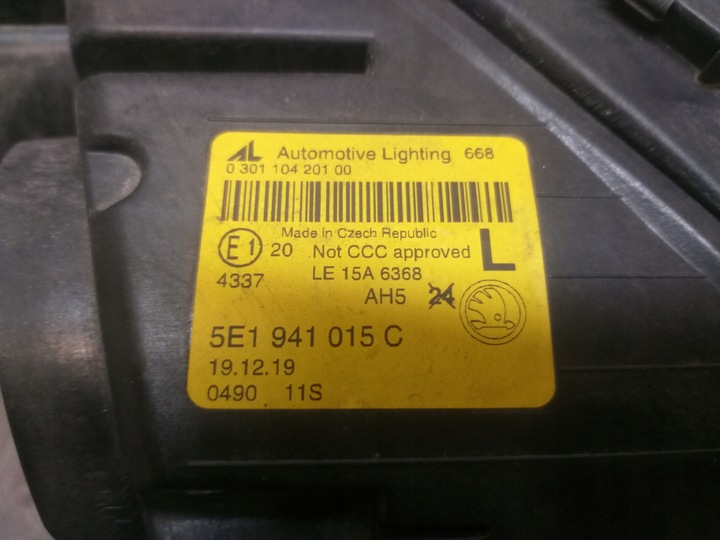 AL Automotive Lighting 668
0 301 104 201 00
Made in Czech Republic
E1 20 Not CCC approved L
4337 LE 15A 6368
AH5 24
5E1 941 015 C
19.12.19
0490 11S